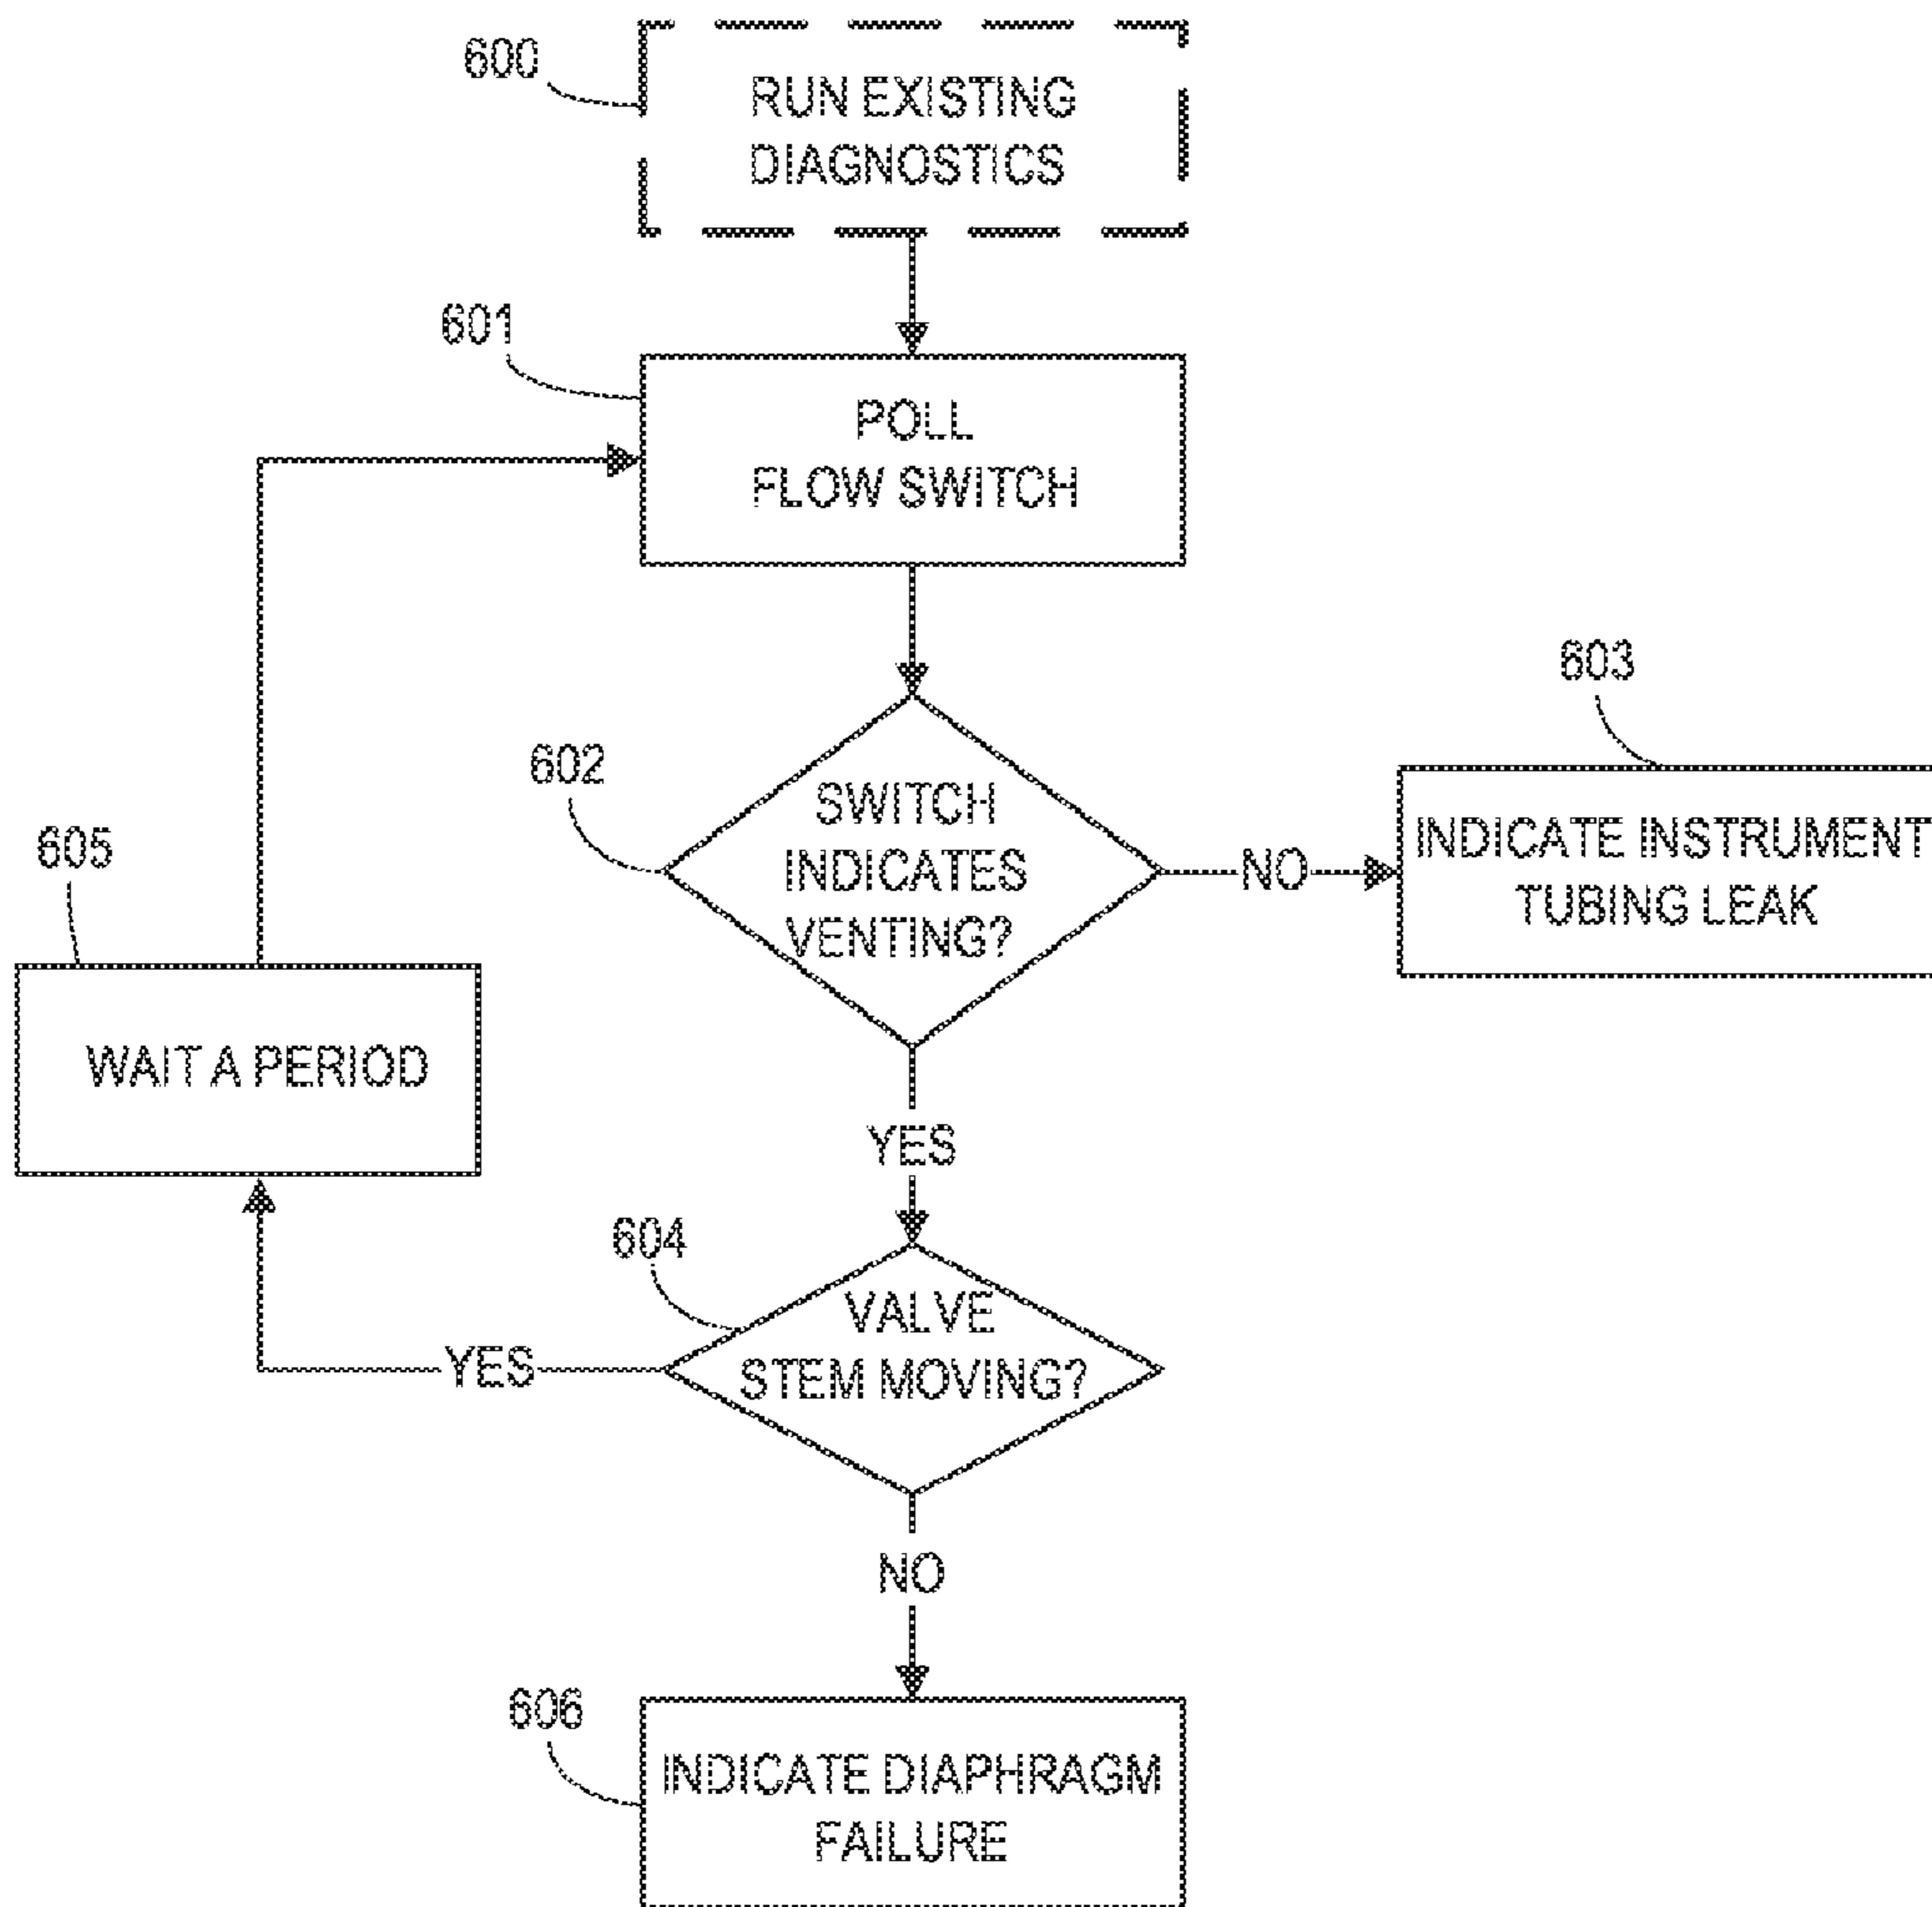 600
RUN EXISTING
DIAGNOSTICS
601
POLL
FLOW SWITCH
602
SWITCH
INDICATES
VENTING?
NO
603
INDICATE INSTRUMENT
TUBING LEAK
605
WAIT A PERIOD
YES
604
VALVE
STEM MOVING?
YES
NO
606
INDICATE DIAPHRAGM
FAILURE